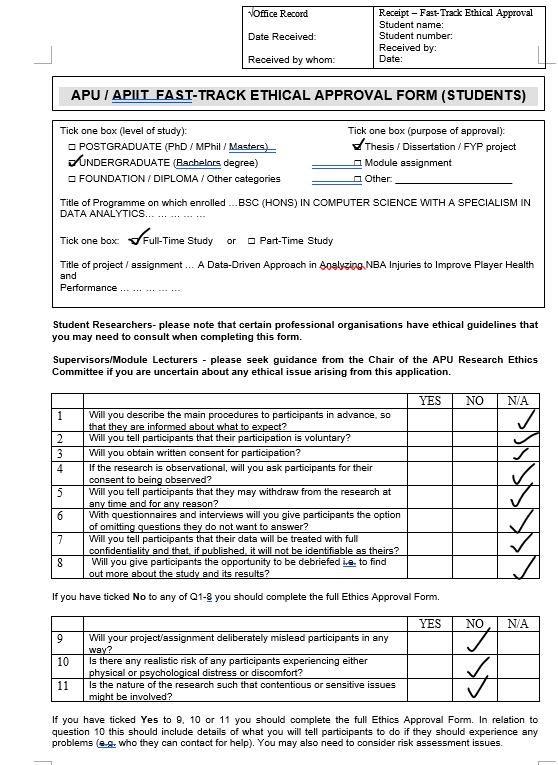 √Office Record
Date Received:
Received by whom:
Receipt – Fast-Track Ethical Approval
Student name:
Student number:
Received by:
Date:
APU / APIIT FAST-TRACK ETHICAL APPROVAL FORM (STUDENTS)
Tick one box (level of study):
□ POSTGRADUATE (PhD / MPhil / Masters)
□ UNDERGRADUATE (Bachelors degree)
□ FOUNDATION / DIPLOMA / Other categories
Tick one box (purpose of approval):
□ Thesis / Dissertation / FYP project
□ Module assignment
□ Other: ____________________
Title of Programme on which enrolled …BSC (HONS) IN COMPUTER SCIENCE WITH A SPECIALISM IN
DATA ANALYTICS… … … …
Tick one box: □ Full-Time Study or □ Part-Time Study
Title of project / assignment … A Data-Driven Approach in Analyzing NBA Injuries to Improve Player Health
and
Performance … … … …
Student Researchers- please note that certain professional organisations have ethical guidelines that
you may need to consult when completing this form.
Supervisors/Module Lecturers - please seek guidance from the Chair of the APU Research Ethics
Committee if you are uncertain about any ethical issue arising from this application.
YES NO N/A
1 Will you describe the main procedures to participants in advance, so
that they are informed about what to expect?
2 Will you tell participants that their participation is voluntary?
3 Will you obtain written consent for participation?
4 If the research is observational, will you ask participants for their
consent to being observed?
5 Will you tell participants that they may withdraw from the research at
any time and for any reason?
6 With questionnaires and interviews will you give participants the option
of omitting questions they do not want to answer?
7 Will you tell participants that their data will be treated with full
confidentiality and that, if published, it will not be identifiable as theirs?
8 Will you give participants the opportunity to be debriefed i.e. to find
out more about the study and its results?
If you have ticked No to any of Q1-8 you should complete the full Ethics Approval Form.
YES NO N/A
9 Will your project/assignment deliberately mislead participants in any
way?
10 Is there any realistic risk of any participants experiencing either
physical or psychological distress or discomfort?
11 Is the nature of the research such that contentious or sensitive issues
might be involved?
If you have ticked Yes to 9, 10 or 11 you should complete the full Ethics Approval Form. In relation to
question 10 this should include details of what you will tell participants to do if they should experience any
problems (e.g. who they can contact for help). You may also need to consider risk assessment issues.